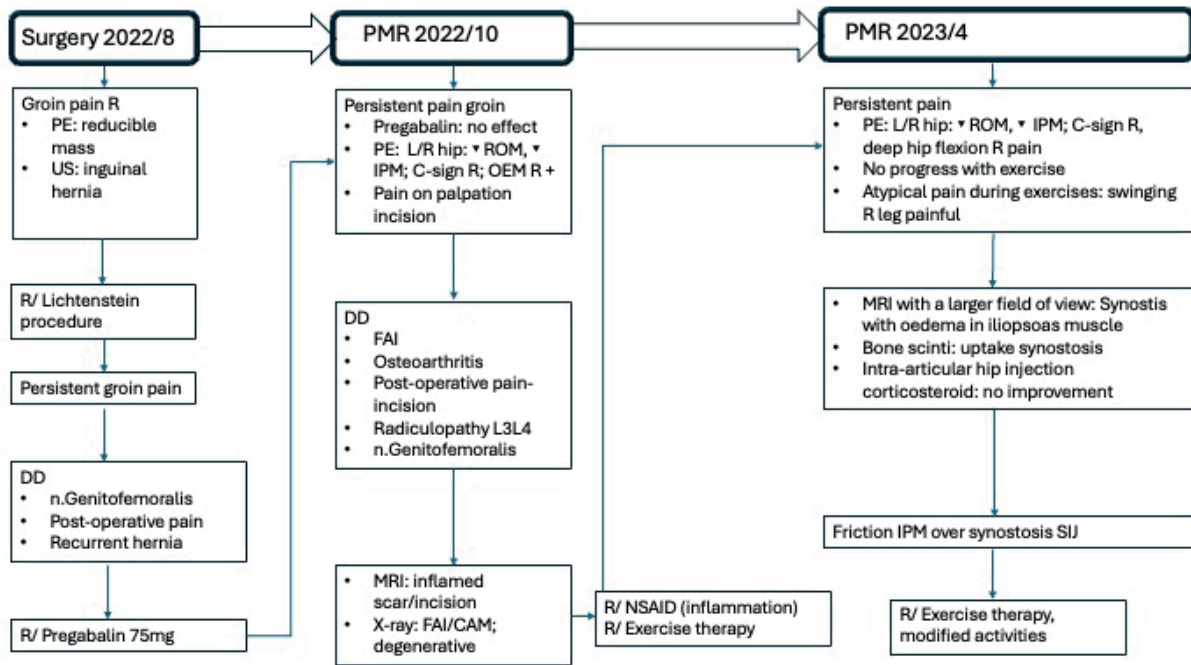 Surgery 2022/8
PMR 2022/10
PMR 2023/4
Groin pain R
• PE: reducible
mass
• US: inguinal
hernia
R/ Lichtenstein
procedure
Persistent groin pain
DD
• n.Genitofemoralis
• Post-operative pain
• Recurrent hernia
R/ Pregabalin 75mg
Persistent pain groin
• Pregabalin: no effect
• PE: L/R hip: ▼ ROM, ▼
IPM; C-sign R; OEM R +
• Pain on palpation
incision
DD
• FAI
• Osteoarthritis
• Post-operative pain-
incision
• Radiculopathy L3L4
• n.Genitofemoralis
• MRI: inflamed
scar/incision
• X-ray: FAI/CAM;
degenerative
R/ NSAID (inflammation)
R/ Exercise therapy
Persistent pain
• PE: L/R hip: ▼ ROM, ▼ IPM; C-sign R,
deep hip flexion R pain
• No progress with exercise
• Atypical pain during exercises: swinging
R leg painful
• MRI with a larger field of view: Synostis
with oedema in iliopsoas muscle
• Bone scinti: uptake synostosis
• Intra-articular hip injection
corticosteroid: no improvement
Friction IPM over synostosis SIJ
R/ Exercise therapy,
modified activities